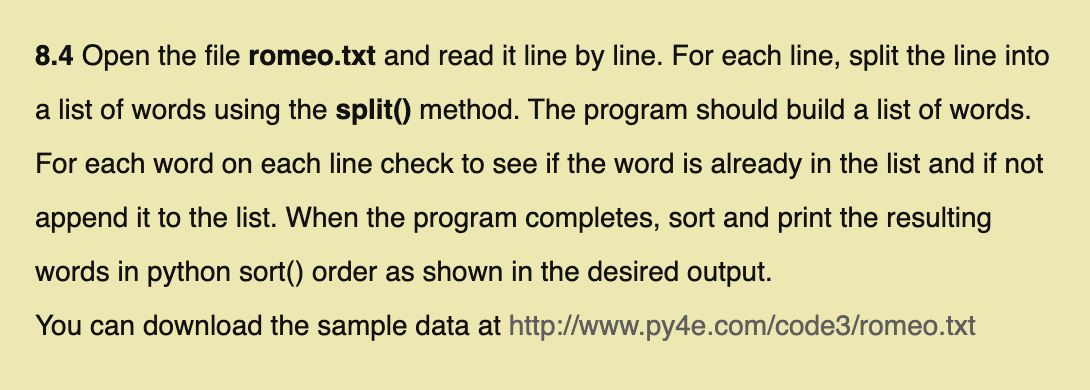 8.4 Open the file romeo.txt and read it line by line. For each line, split the line into
a list of words using the split() method. The program should build a list of words.
For each word on each line check to see if the word is already in the list and if not
append it to the list. When the program completes, sort and print the resulting
words in python sort() order as shown in the desired output.
You can download the sample data at http://www.py4e.com/code3/romeo.txt